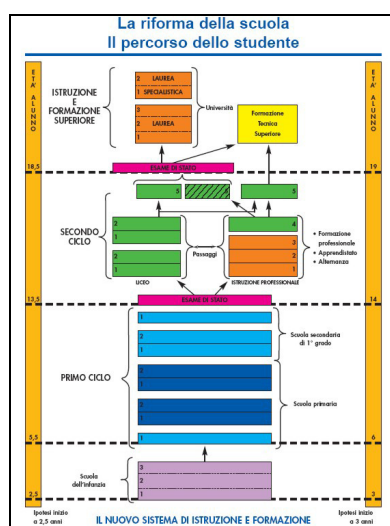 La riforma della scuola
Il percorso dello studente
ETA' ALUNNO
ETA' ALUNNO
ISTRUZIONE
E
FORMAZIONE
SUPERIORE
2 LAUREA
1 SPECIALISTICA
3
2 LAUREA
1
Università
Formazione
Tecnica
Superiore
ESAME DI STATO
18,5
19
5
5
SECONDO
CICLO
2
1
2
1
LICEO
Passaggi
4
3
2
1
ISTRUZIONE PROFESSIONALE
• Formazione
professionale
• Apprendistato
• Alternanza
ESAME DI STATO
13,5
14
PRIMO CICLO
1
2
1
2
1
2
1
1
Scuola secondaria
di 1° grado
Scuola primaria
5,5
6
Scuola
dell'infanzia
3
2
1
2,5
3
Ipotesi inizio
a 2,5 anni
IL NUOVO SISTEMA DI ISTRUZIONE E FORMAZIONE
Ipotesi inizio
a 3 anni